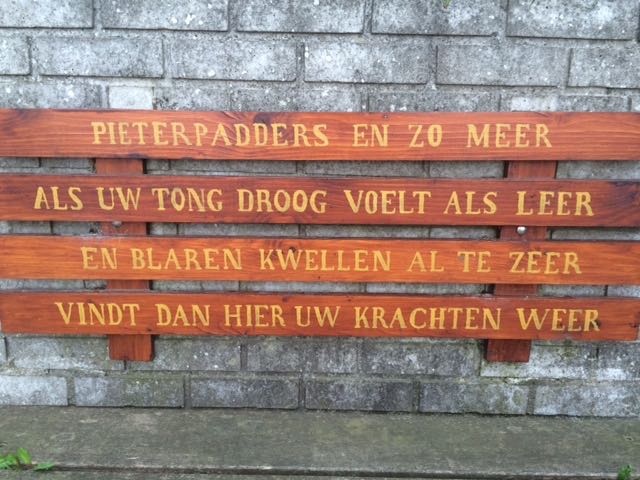 PIETERPADDERS EN ZO MEER
ALS UW TONG DROOG VOELT ALS LEER
EN BLAREN KWELLEN AL TE ZEER
VINDT DAN HIER UW KRACHTEN WEER